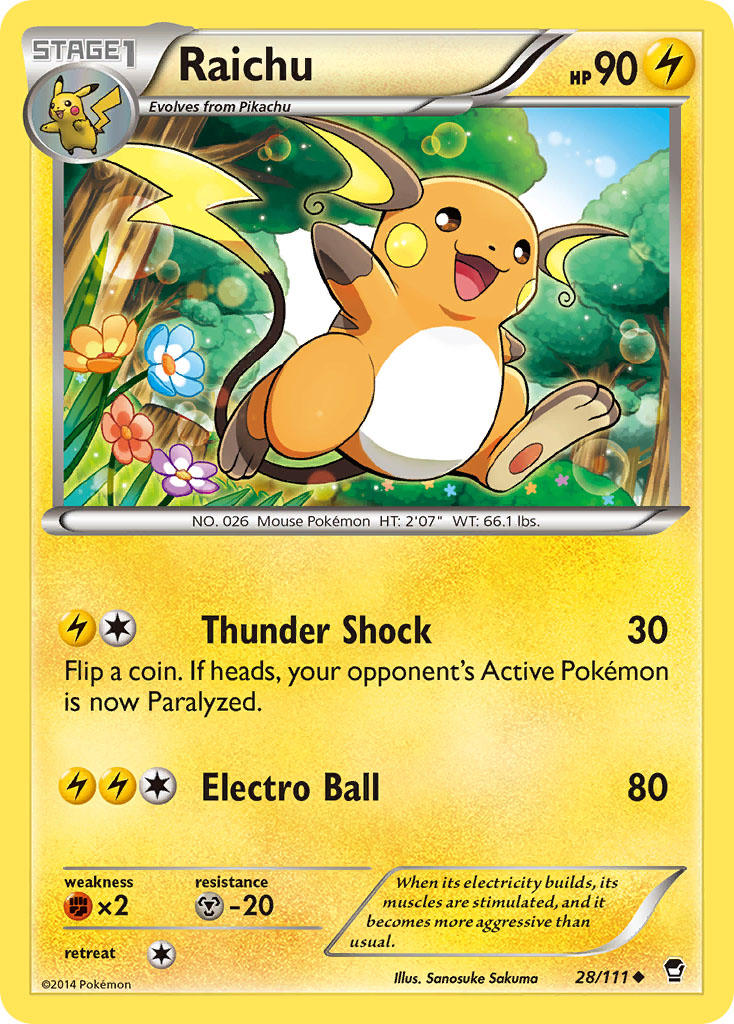 STAGE1
Raichu
HP 90
Evolves from Pikachu
NO. 026 Mouse Pokémon HT: 2'07" WT: 66.1 lbs.
Thunder Shock 30
Flip a coin. If heads, your opponent's Active Pokémon
is now Paralyzed.
Electro Ball 80
weakness resistance
×2 -20
When its electricity builds, its
muscles are stimulated, and it
becomes more aggressive than
usual.
retreat
©2014 Pokémon
Illus. Sanosuke Sakuma 28/111